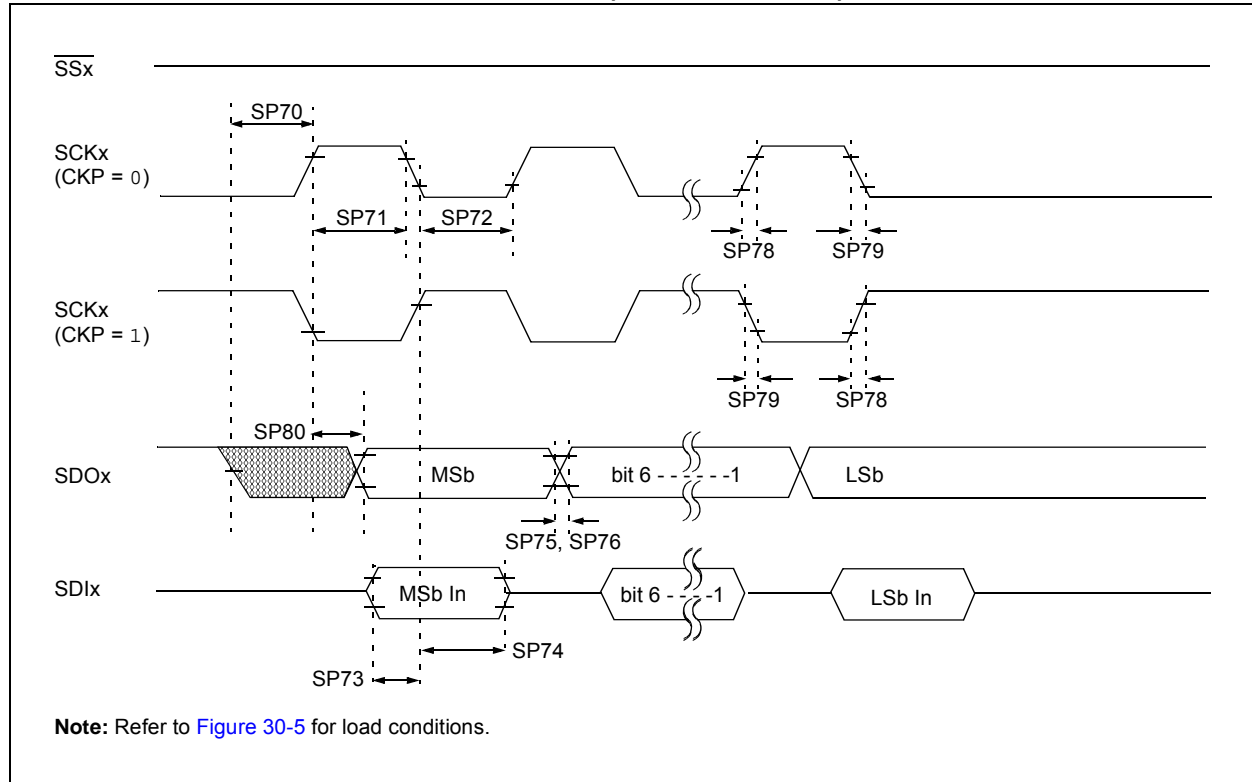 SSx
SP70
SCKx
(CKP = 0)
SP71
SP72
SP78
SP79
SCKx
(CKP = 1)
SP79
SP78
SP80
SDOx
MSb
bit 6 - - - - - -1
LSb
SP75, SP76
SDIx
MSb In
bit 6 - - - - -1
LSb In
SP74
SP73
Note: Refer to Figure 30-5 for load conditions.